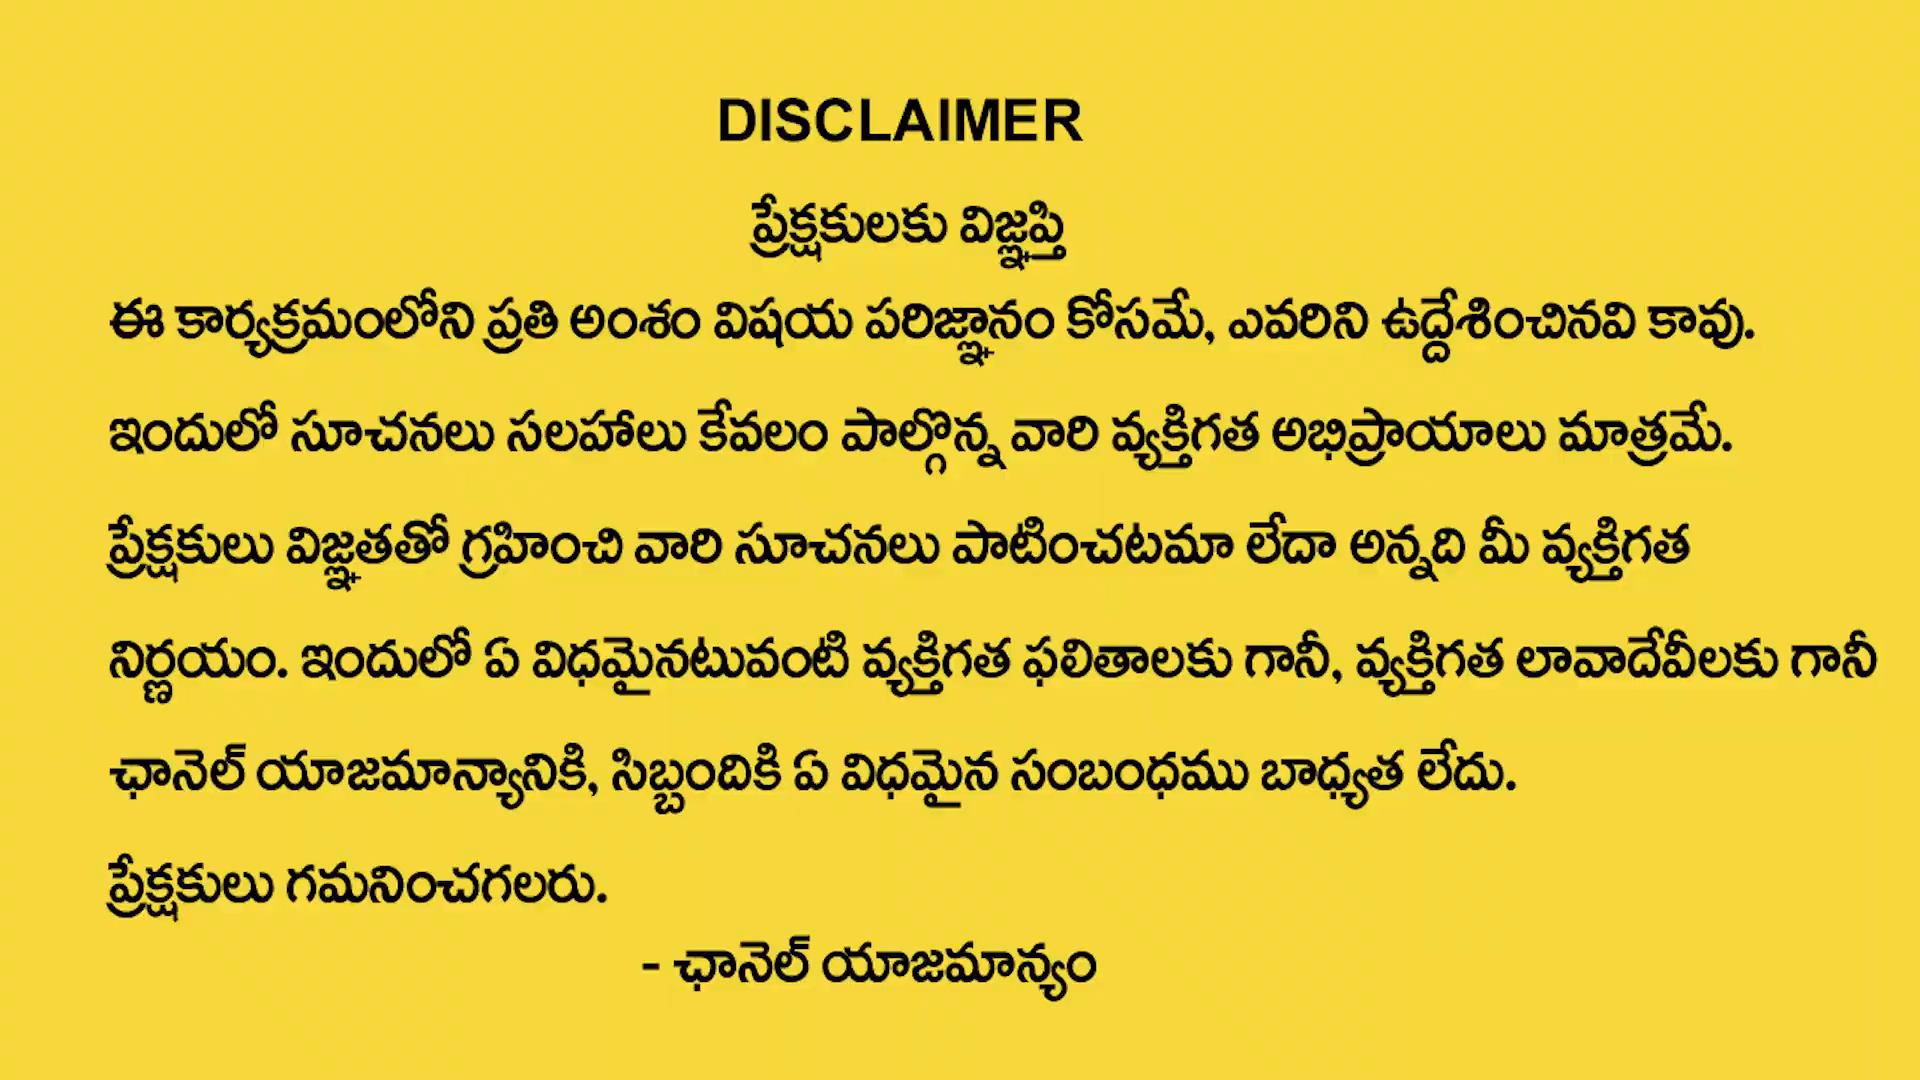 DISCLAIMER
ప్రేక్షకులకు విజ్ఞప్తి
ఈ కార్యక్రమంలోని ప్రతి అంశం విషయ పరిజ్ఞానం కోసమే, ఎవరిని ఉద్దేశించినవి కావు.
ఇందులో సూచనలు సలహాలు కేవలం పాల్గొన్న వారి వ్యక్తిగత అభిప్రాయాలు మాత్రమే.
ప్రేక్షకులు విజ్ఞతతో గ్రహించి వారి సూచనలు పాటించటమా లేదా అన్నది మీ వ్యక్తిగత
నిర్ణయం. ఇందులో ఏ విధమైనటువంటి వ్యక్తిగత ఫలితాలకు గానీ, వ్యక్తిగత లావాదేవీలకు గానీ
ఛానెల్ యాజమాన్యానికి, సిబ్బందికి ఏ విధమైన సంబంధము బాధ్యత లేదు.
ప్రేక్షకులు గమనించగలరు.
- ఛానెల్ యాజమాన్యం